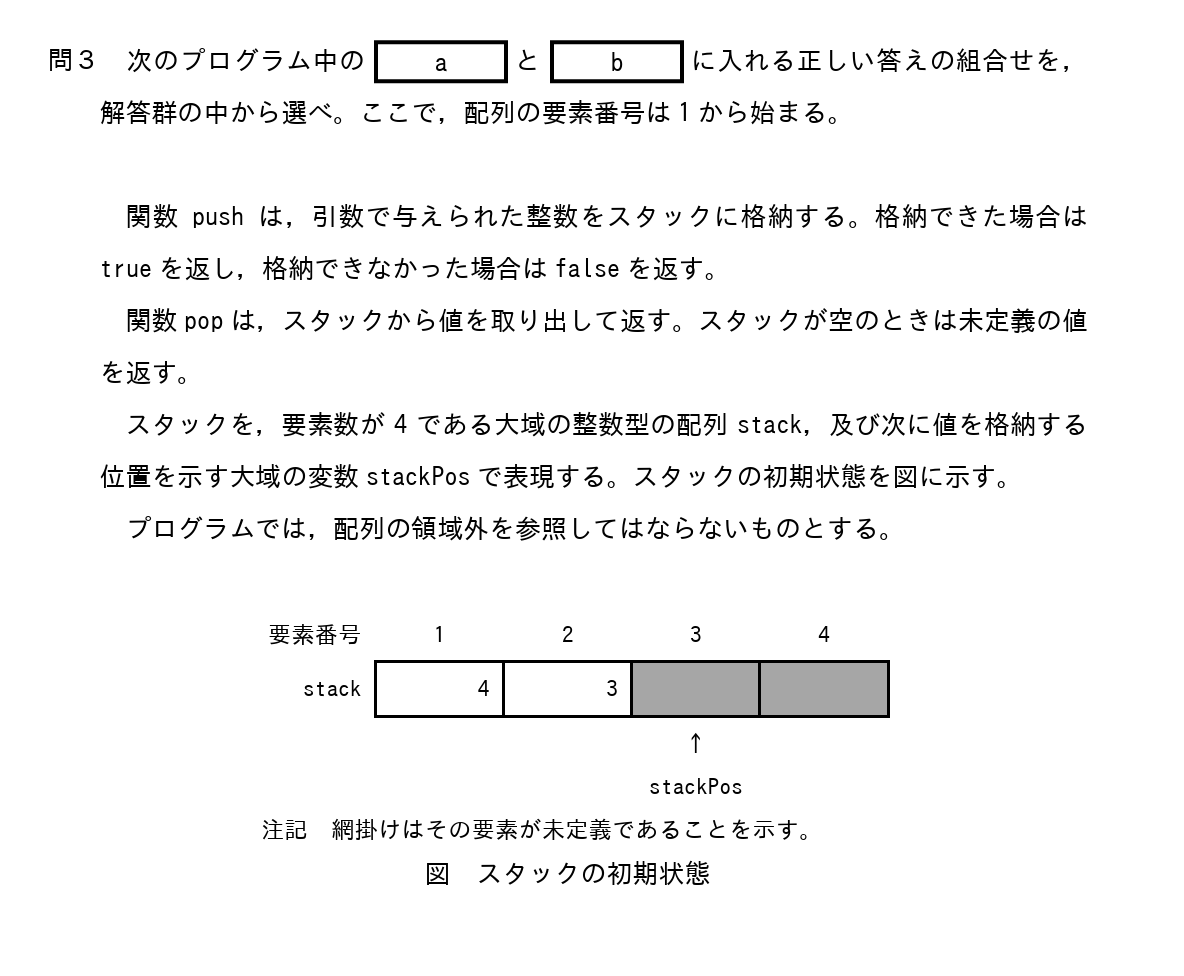 問３　次のプログラム中の a と b に入れる正しい答えの組合せを，
解答群の中から選べ。ここで，配列の要素番号は 1 から始まる。
関数 push は，引数で与えられた整数をスタックに格納する。格納できた場合は
true を返し，格納できなかった場合は false を返す。
関数 pop は，スタックから値を取り出して返す。スタックが空のときは未定義の値
を返す。
スタックを，要素数が 4 である大域の整数型の配列 stack，及び次に値を格納する
位置を示す大域の変数 stackPos で表現する。スタックの初期状態を図に示す。
プログラムでは，配列の領域外を参照してはならないものとする。
要素番号 1 2 3 4
stack 4 3
↑
stackPos
注記　網掛けはその要素が未定義であることを示す。
図　スタックの初期状態